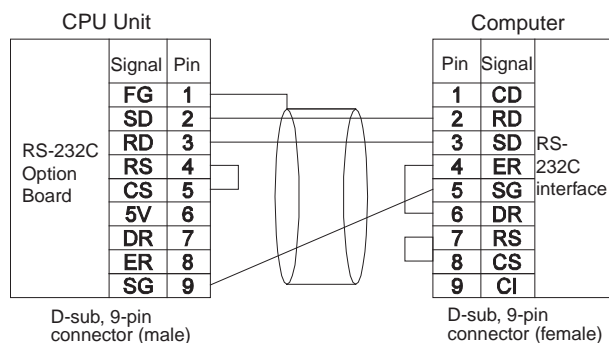 CPU Unit
Computer
Signal Pin
Pin Signal
FG 1
1 CD
SD 2
2 RD
RD 3
3 SD
RS 4
4 ER
CS 5
5 SG
5V 6
6 DR
DR 7
7 RS
ER 8
8 CS
SG 9
9 CI
RS-232C
Option
Board
RS-
232C
interface
D-sub, 9-pin
connector (male)
D-sub, 9-pin
connector (female)